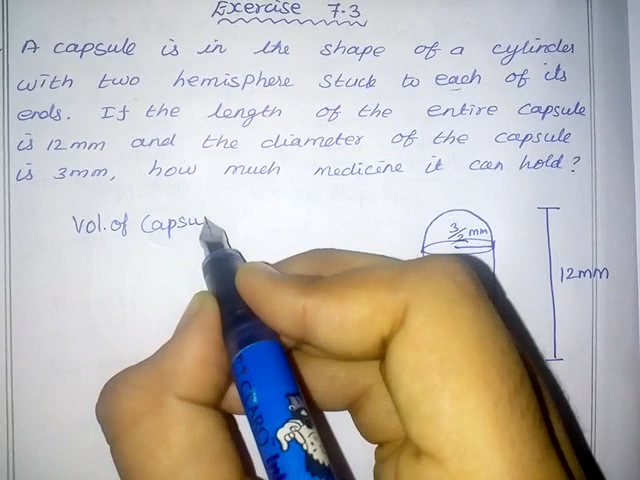 Exercise 7.3
A capsule is in the shape of a cylinder
with two hemisphere stuck to each of its
ends. If the length of the entire capsule
is 12mm and the diameter of the capsule
is 3mm, how much medicine it can hold?
Vol. of Capsu
3/2 mm
12mm
CLARO